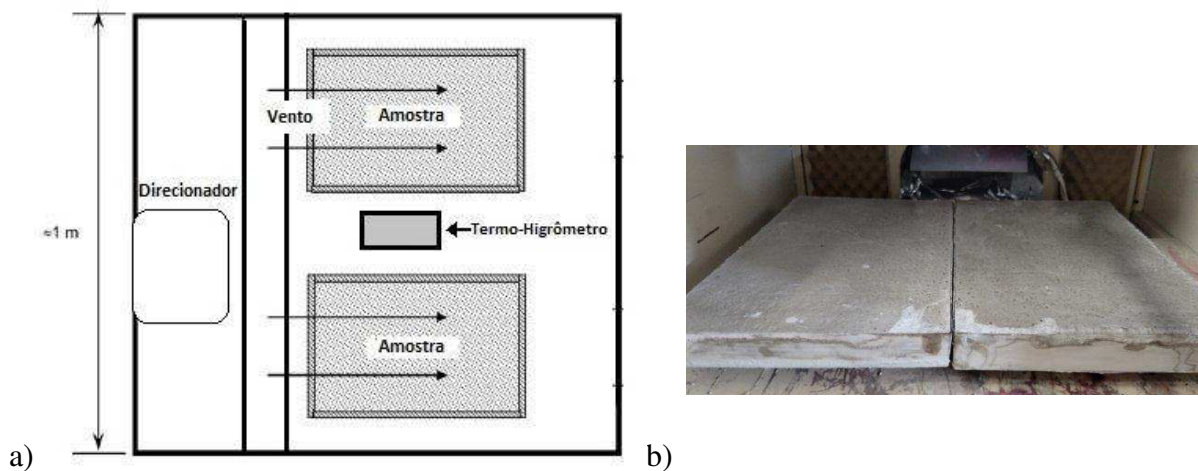 Vento
Amostra
Direcionador
≈1 m
Termo-Higrômetro
Amostra
a)
b)